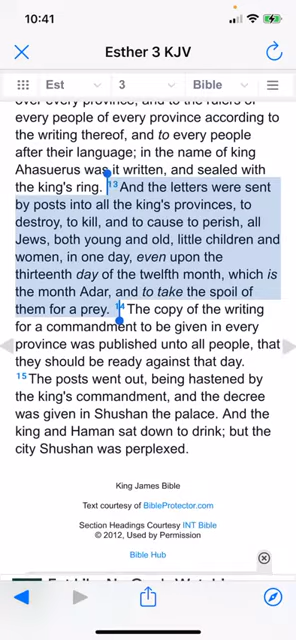 10:41
Esther 3 KJV
Est 3 Bible
over every province, and to the rulers of
every people of every province according to
the writing thereof, and to every people
after their language; in the name of king
Ahasuerus was it written, and sealed with
the king's ring. 13 And the letters were sent
by posts into all the king's provinces, to
destroy, to kill, and to cause to perish, all
Jews, both young and old, little children and
women, in one day, even upon the
thirteenth day of the twelfth month, which is
the month Adar, and to take the spoil of
them for a prey. 14 The copy of the writing
for a commandment to be given in every
province was published unto all people, that
they should be ready against that day.
15 The posts went out, being hastened by
the king's commandment, and the decree
was given in Shushan the palace. And the
king and Haman sat down to drink; but the
city Shushan was perplexed.
King James Bible
Text courtesy of BibleProtector.com
Section Headings Courtesy INT Bible
© 2012, Used by Permission
Bible Hub